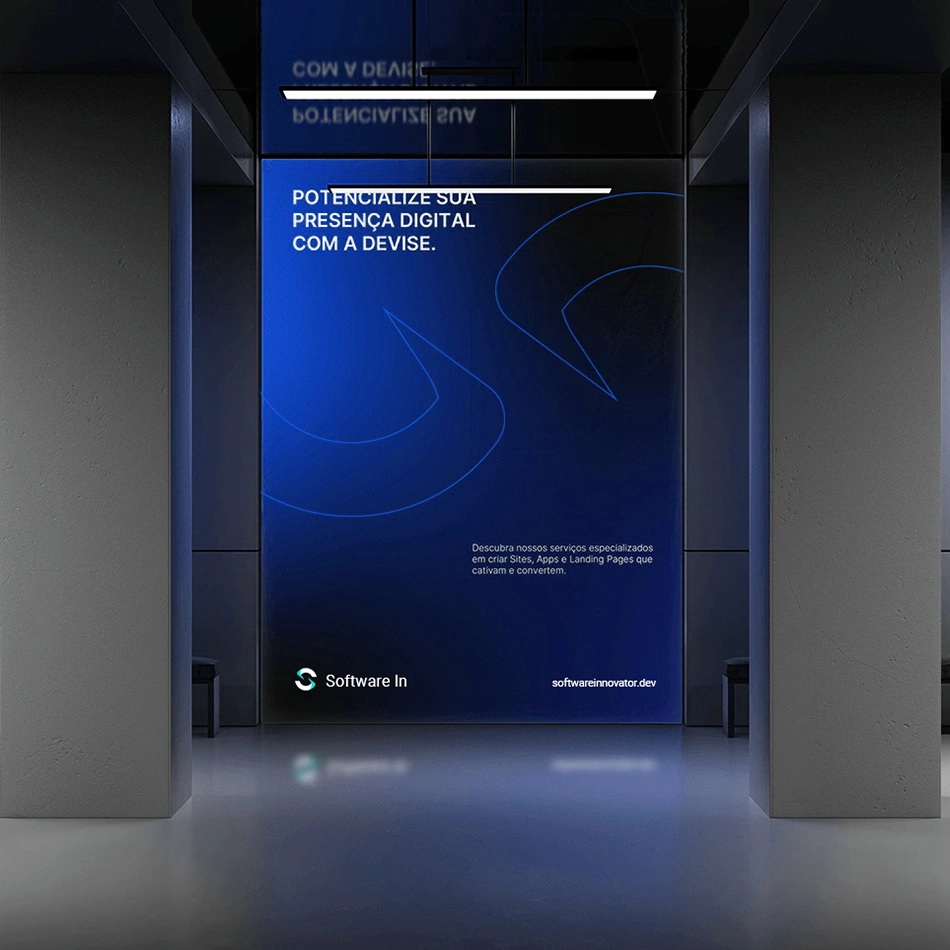 POTENCIALIZE SUA
PRESENÇA DIGITAL
COM A DEVISE.
Descubra nossos serviços especializados
em criar Sites, Apps e Landing Pages que
cativam e convertem.
Software In
softwareinnovator.dev